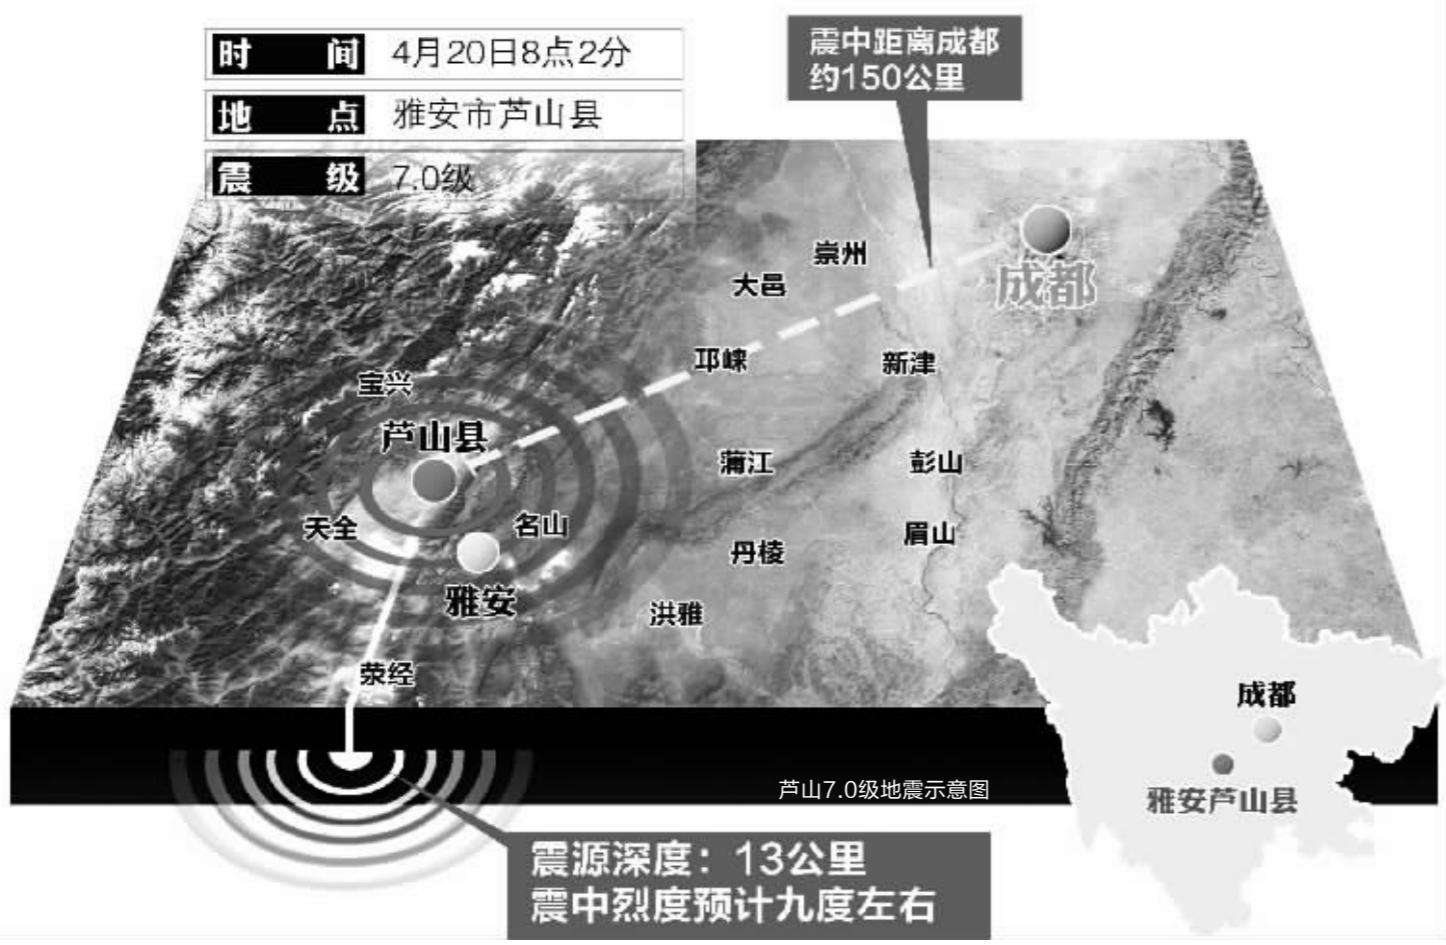 时 间 4月20日8点2分
地 点 雅安市芦山县
震 级 7.0级
震中距离成都
约150公里
崇州
成都
大邑
邛崃
新津
宝兴
芦山县
蒲江
彭山
天全
名山
眉山
丹棱
雅安
洪雅
荥经
成都
雅安芦山县
芦山7.0级地震示意图
震源深度：13公里
震中烈度预计九度左右